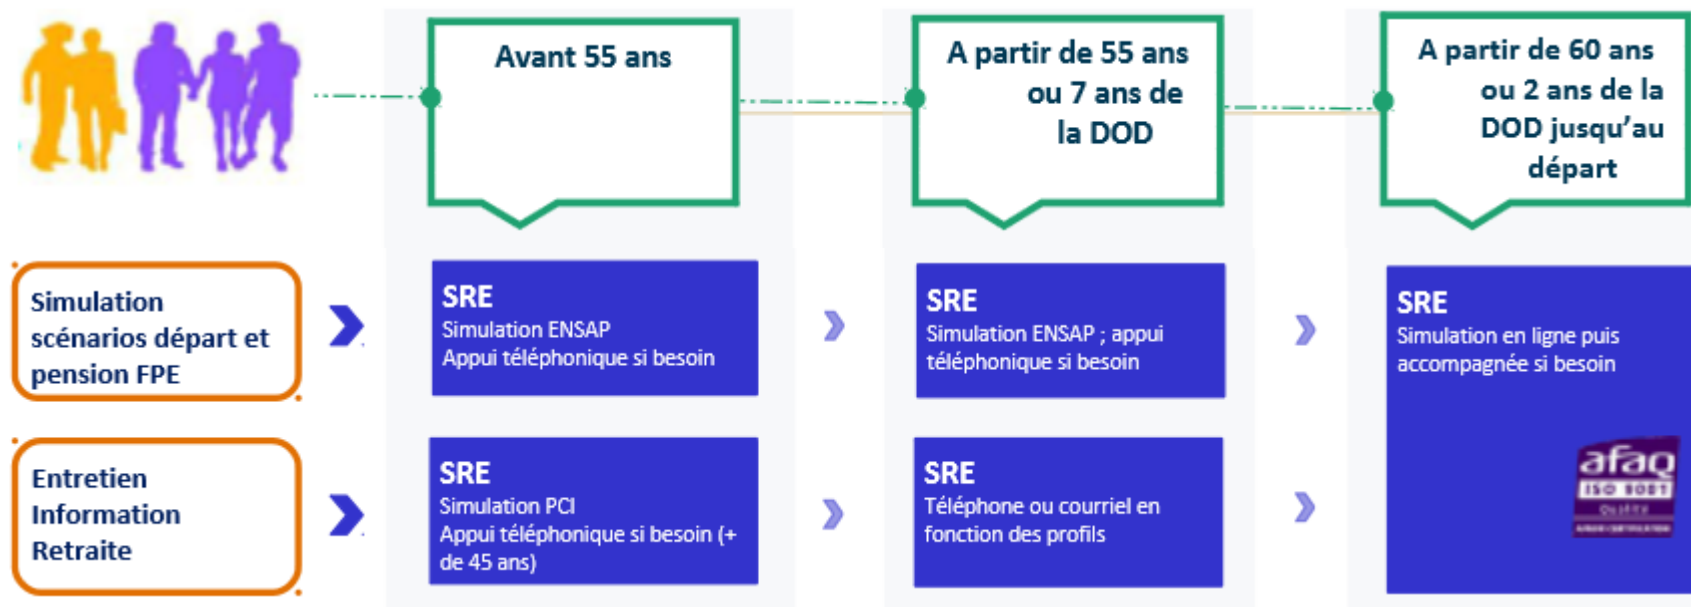 Avant 55 ans
A partir de 55 ans
ou 7 ans de
la DOD
A partir de 60 ans
ou 2 ans de la
DOD jusqu’au
départ
Simulation
scénarios départ et
pension FPE
SRE
Simulation ENSAP
Appui téléphonique si besoin
SRE
Simulation ENSAP ; appui
téléphonique si besoin
SRE
Simulation en ligne puis
accompagnée si besoin
Entretien
Information
Retraite
SRE
Simulation PCI
Appui téléphonique si besoin (+
de 45 ans)
SRE
Téléphone ou courriel en
fonction des profils
afaq
ISO 9001
Qualité
AFNOR CERTIFICATION